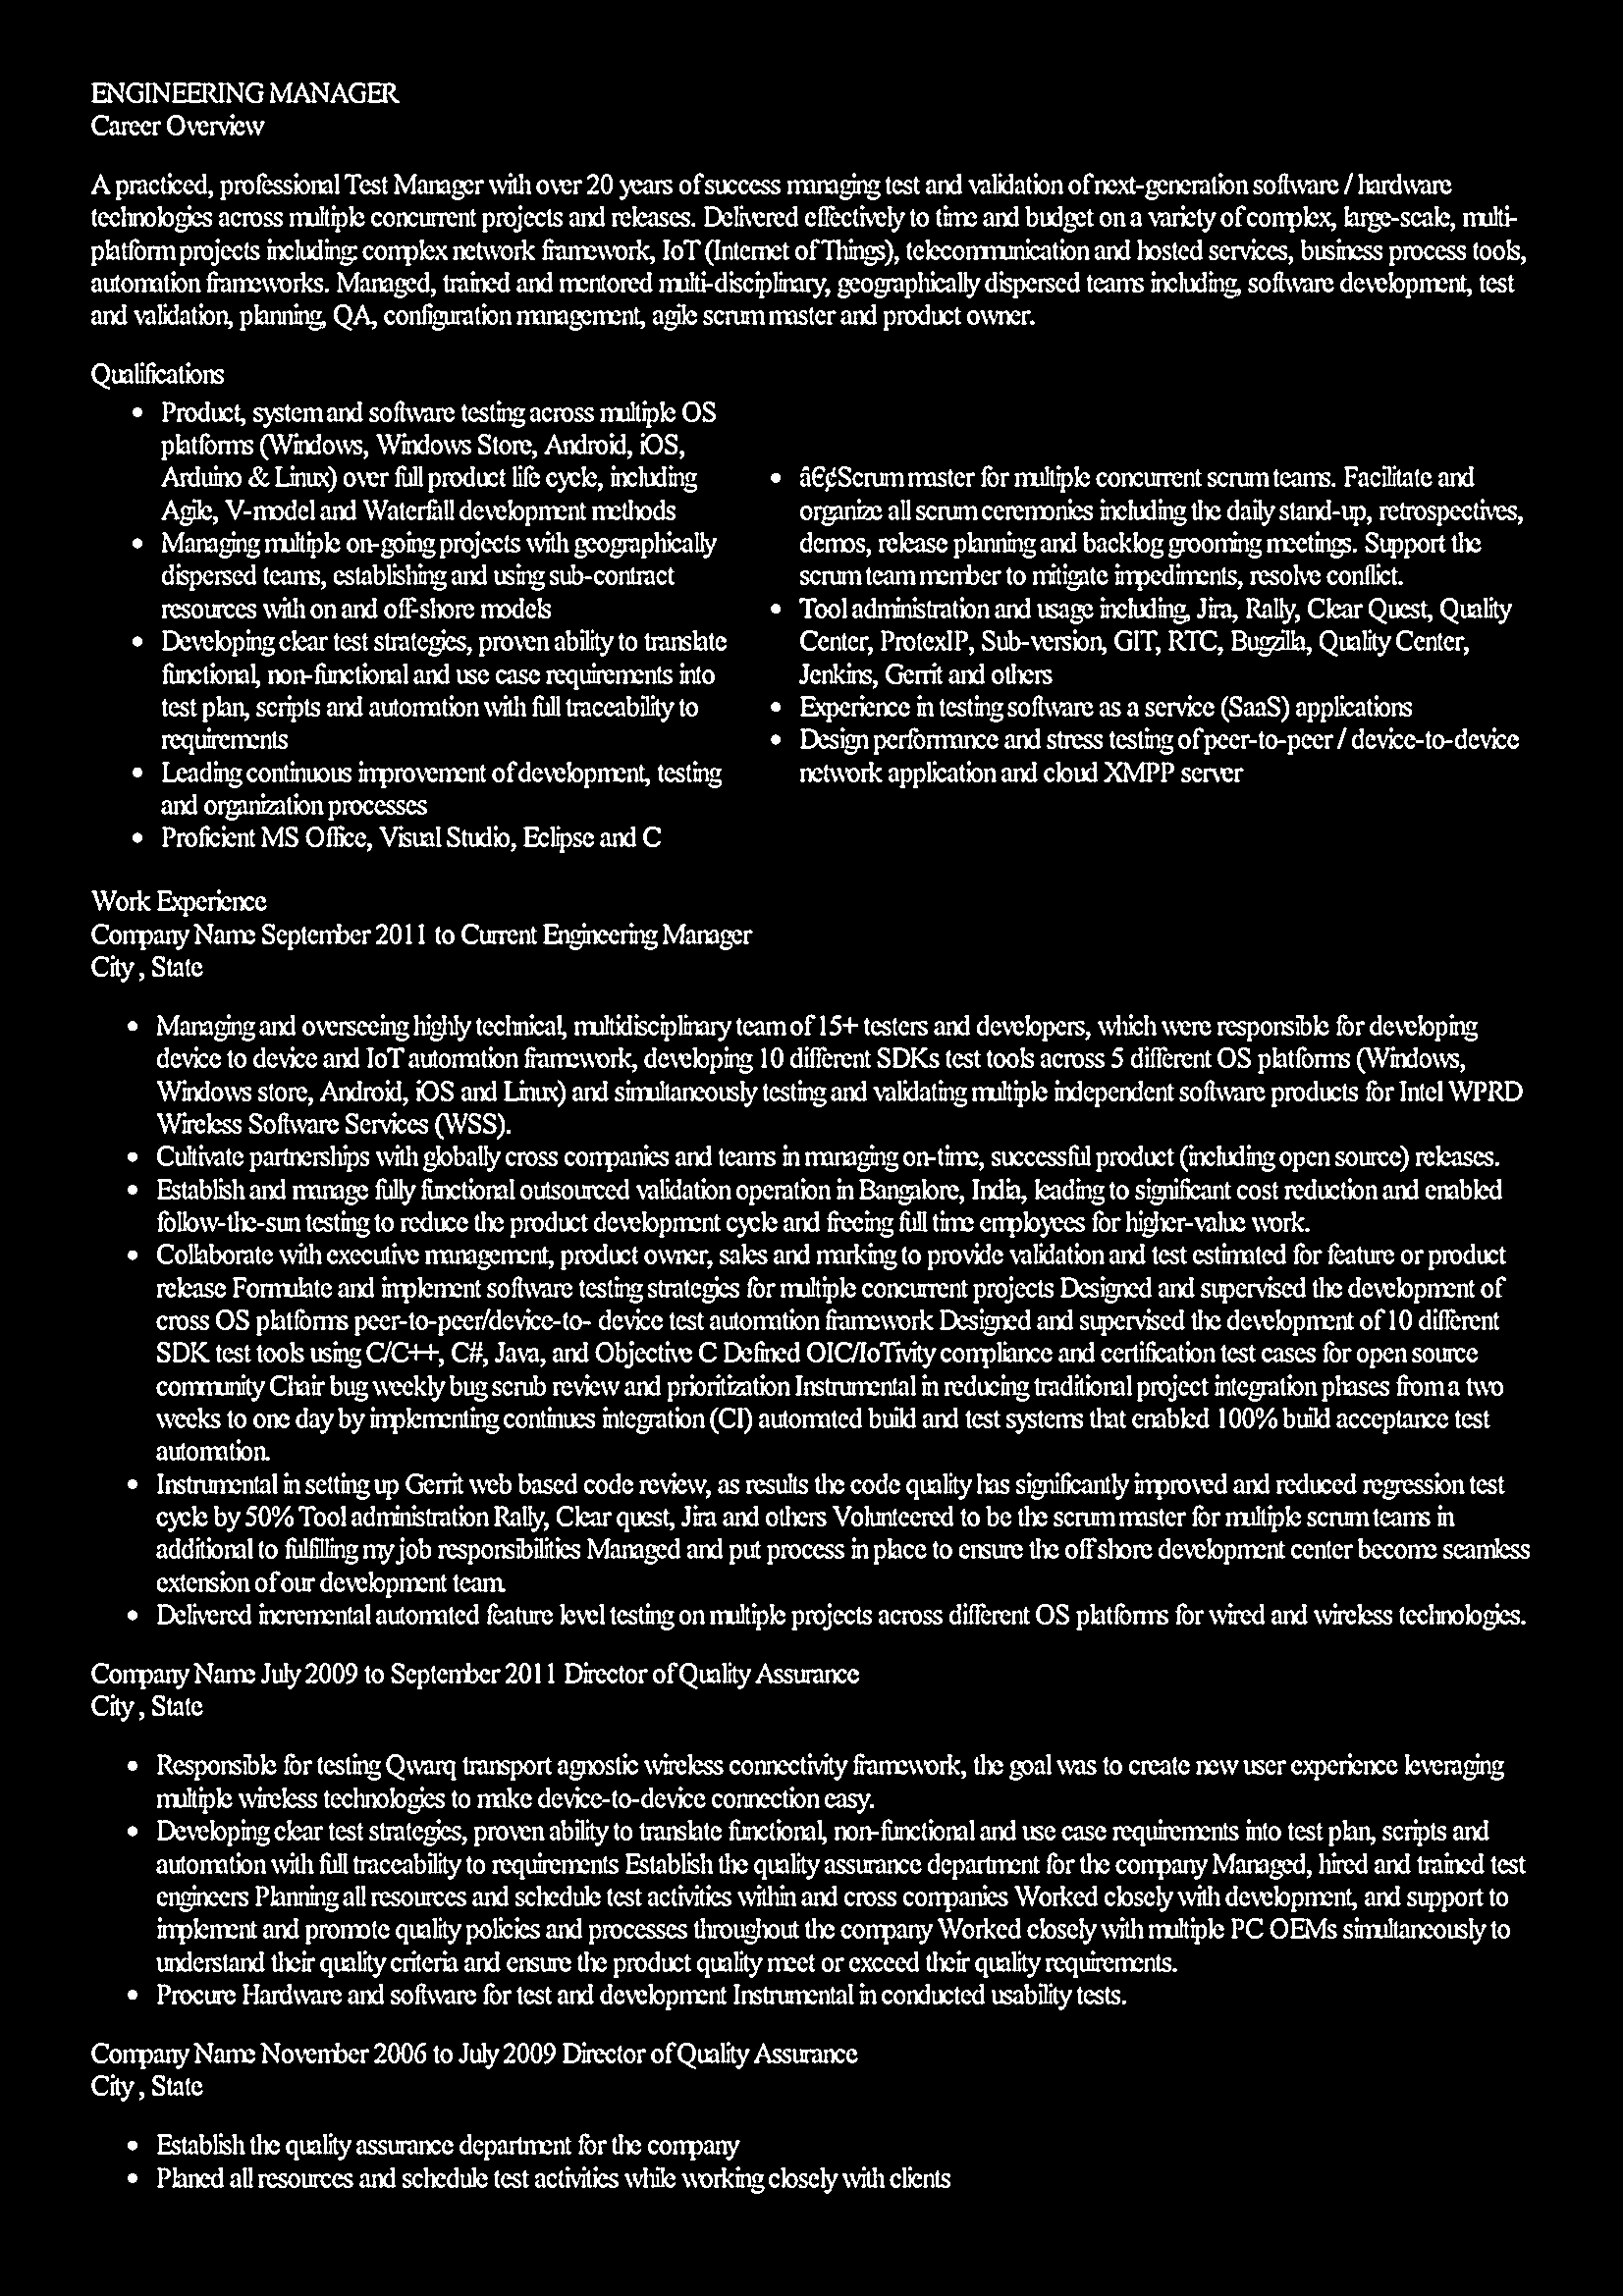 ENGINEERING MANAGER
Career Overview
A practiced, professional Test Manager with over 20 years of success managing test and validation of next-generation software / hardware
technologies across multiple concurrent projects and releases. Delivered effectively to time and budget on a variety of complex, large-scale, multi-
platform projects including: complex network framework, IoT (Internet of Things), telecommunication and hosted services, business process tools,
automation frameworks. Managed, trained and mentored multi-disciplinary, geographically dispersed teams including, software development, test
and validation, planning, QA, configuration management, agile scrum master and product owner.
Qualifications
• Product, system and software testing across multiple OS
platforms (Windows, Windows Store, Android, iOS,
Arduino & Linux) over full product life cycle, including
Agile, V-model and Waterfall development methods
• Managing multiple on-going projects with geographically
dispersed teams, establishing and using sub-contract
resources with on and off-shore models
• Developing clear test strategies, proven ability to translate
functional, non-functional and use case requirements into
test plan, scripts and automation with full traceability to
requirements
• Leading continuous improvement of development, testing
and organization processes
• Proficient MS Office, Visual Studio, Eclipse and C
• â€¢Scrum master for multiple concurrent scrum teams. Facilitate and
organize all scrum ceremonies including the daily stand-up, retrospectives,
demos, release planning and backlog grooming meetings. Support the
scrum team member to mitigate impediments, resolve conflict.
• Tool administration and usage including, Jira, Rally, Clear Quest, Quality
Center, ProtexIP, Sub-version, GIT, RTC, Bugzilla, Quality Center,
Jenkins, Gerrit and others
• Experience in testing software as a service (SaaS) applications
• Design performance and stress testing of peer-to-peer / device-to-device
network application and cloud XMPP server
Work Experience
Company Name September 2011 to Current Engineering Manager
City , State
• Managing and overseeing highly technical, multidisciplinary team of 15+ testers and developers, which were responsible for developing
device to device and IoT automation framework, developing 10 different SDKs test tools across 5 different OS platforms (Windows,
Windows store, Android, iOS and Linux) and simultaneously testing and validating multiple independent software products for Intel WPRD
Wireless Software Services (WSS).
• Cultivate partnerships with globally cross companies and teams in managing on-time, successful product (including open source) releases.
• Establish and manage fully functional outsourced validation operation in Bangalore, India, leading to significant cost reduction and enabled
follow-the-sun testing to reduce the product development cycle and freeing full time employees for higher-value work.
• Collaborate with executive management, product owner, sales and marking to provide validation and test estimated for feature or product
release Formulate and implement software testing strategies for multiple concurrent projects Designed and supervised the development of
cross OS platforms peer-to-peer/device-to- device test automation framework Designed and supervised the development of 10 different
SDK test tools using C/C++, C#, Java, and Objective C Defined OIC/IoTivity compliance and certification test cases for open source
community Chair bug weekly bug scrub review and prioritization Instrumental in reducing traditional project integration phases from a two
weeks to one day by implementing continues integration (CI) automated build and test systems that enabled 100% build acceptance test
automation.
• Instrumental in setting up Gerrit web based code review, as results the code quality has significantly improved and reduced regression test
cycle by 50% Tool administration Rally, Clear quest, Jira and others Volunteered to be the scrum master for multiple scrum teams in
additional to fulfilling my job responsibilities Managed and put process in place to ensure the off shore development center become seamless
extension of our development team.
• Delivered incremental automated feature level testing on multiple projects across different OS platforms for wired and wireless technologies.
Company Name July 2009 to September 2011 Director of Quality Assurance
City , State
• Responsible for testing Qwarq transport agnostic wireless connectivity framework, the goal was to create new user experience leveraging
multiple wireless technologies to make device-to-device connection easy.
• Developing clear test strategies, proven ability to translate functional, non-functional and use case requirements into test plan, scripts and
automation with full traceability to requirements Establish the quality assurance department for the company Managed, hired and trained test
engineers Planning all resources and schedule test activities within and cross companies Worked closely with development, and support to
implement and promote quality policies and processes throughout the company Worked closely with multiple PC OEMs simultaneously to
understand their quality criteria and ensure the product quality meet or exceed their quality requirements.
• Procure Hardware and software for test and development Instrumental in conducted usability tests.
Company Name November 2006 to July 2009 Director of Quality Assurance
City , State
• Establish the quality assurance department for the company
• Planed all resources and schedule test activities while working closely with clients